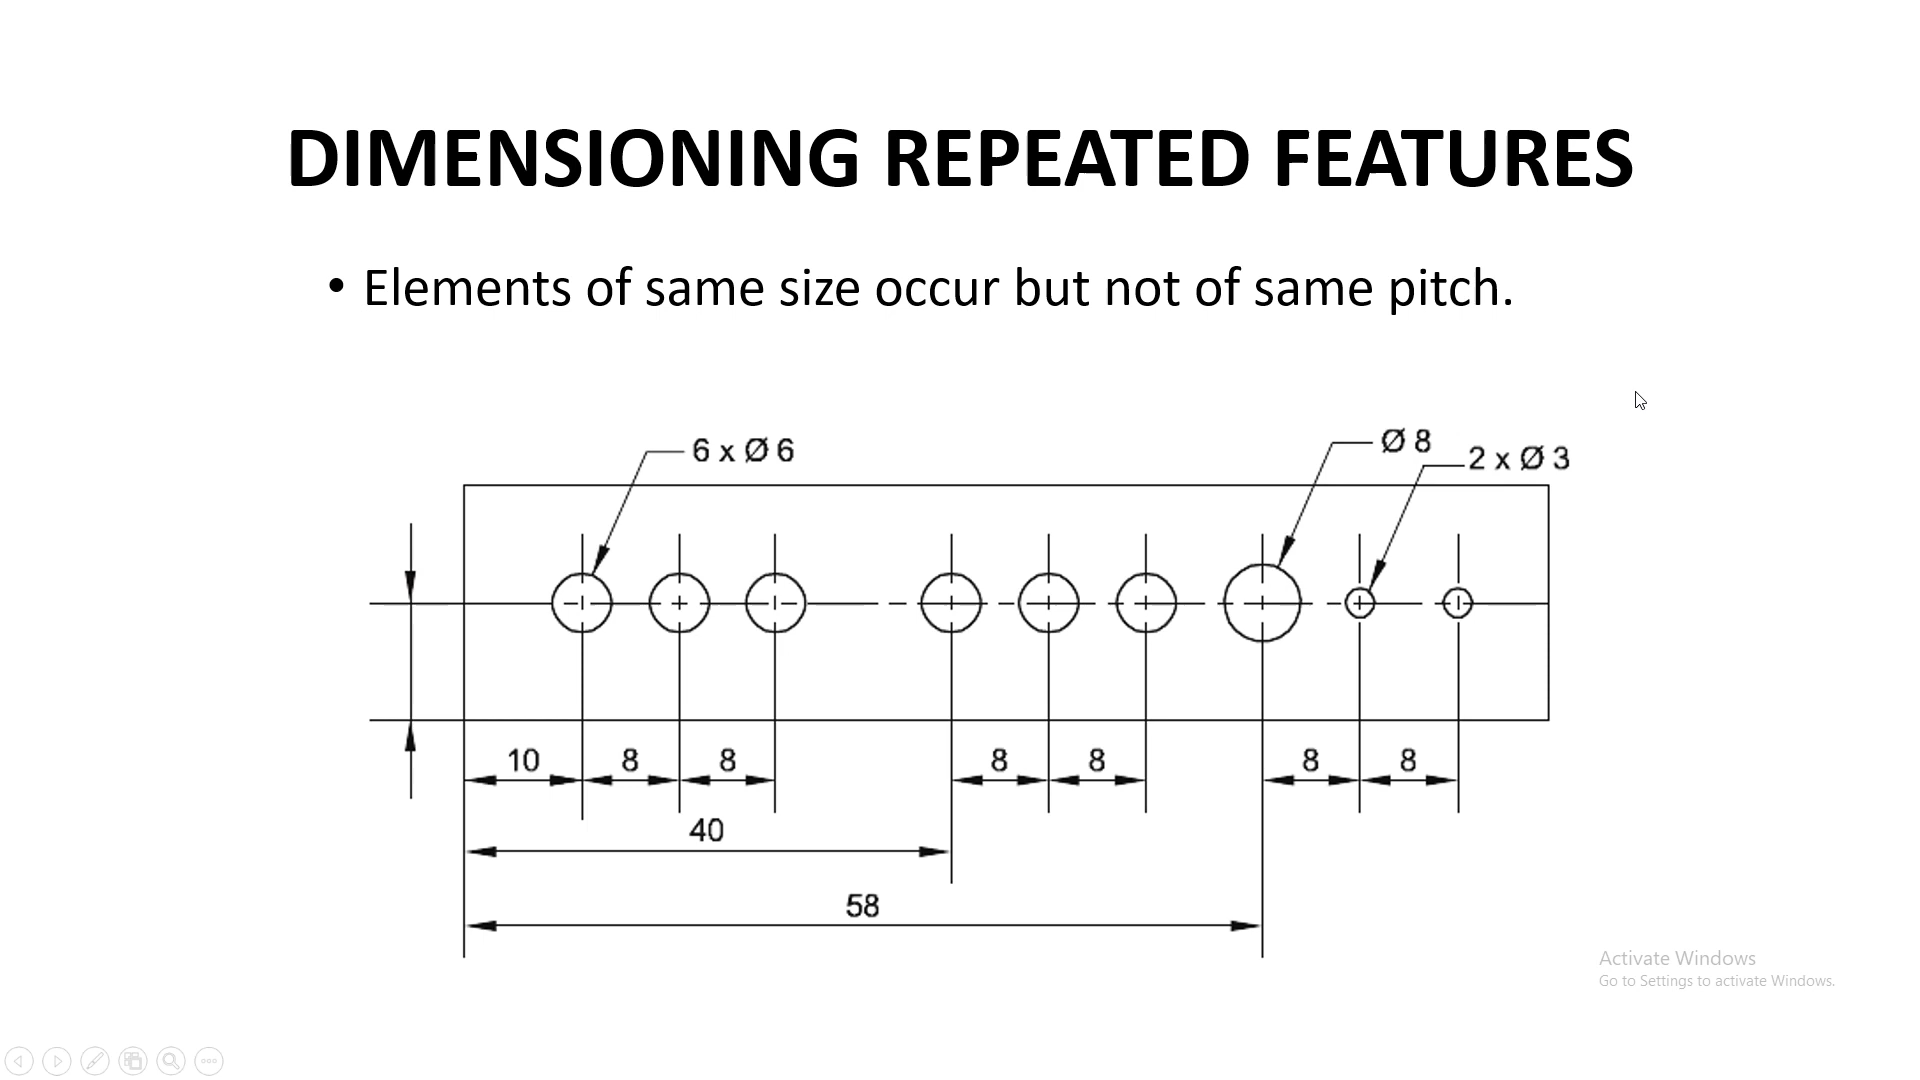 DIMENSIONING REPEATED FEATURES
• Elements of same size occur but not of same pitch.
6 x Ø 6
Ø 8
2 x Ø 3
10 8 8 8 8 8 8
40
58
Activate Windows
Go to Settings to activate Windows.